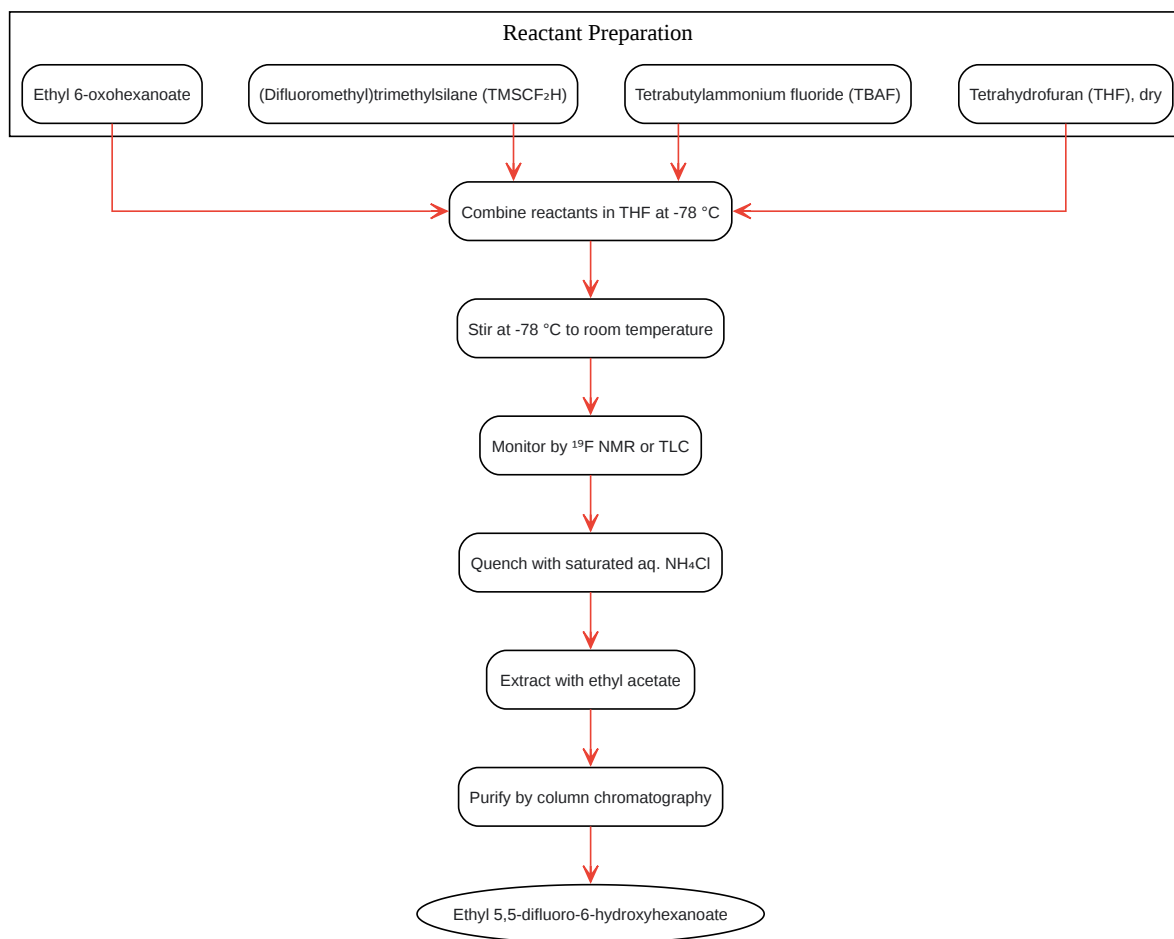 Reactant Preparation
Ethyl 6-oxohexanoate
(Difluoromethyl)trimethylsilane (TMSCF₂H)
Tetrabutylammonium fluoride (TBAF)
Tetrahydrofuran (THF), dry
Combine reactants in THF at -78 °C
Stir at -78 °C to room temperature
Monitor by ¹⁹F NMR or TLC
Quench with saturated aq. NH₄Cl
Extract with ethyl acetate
Purify by column chromatography
Ethyl 5,5-difluoro-6-hydroxyhexanoate